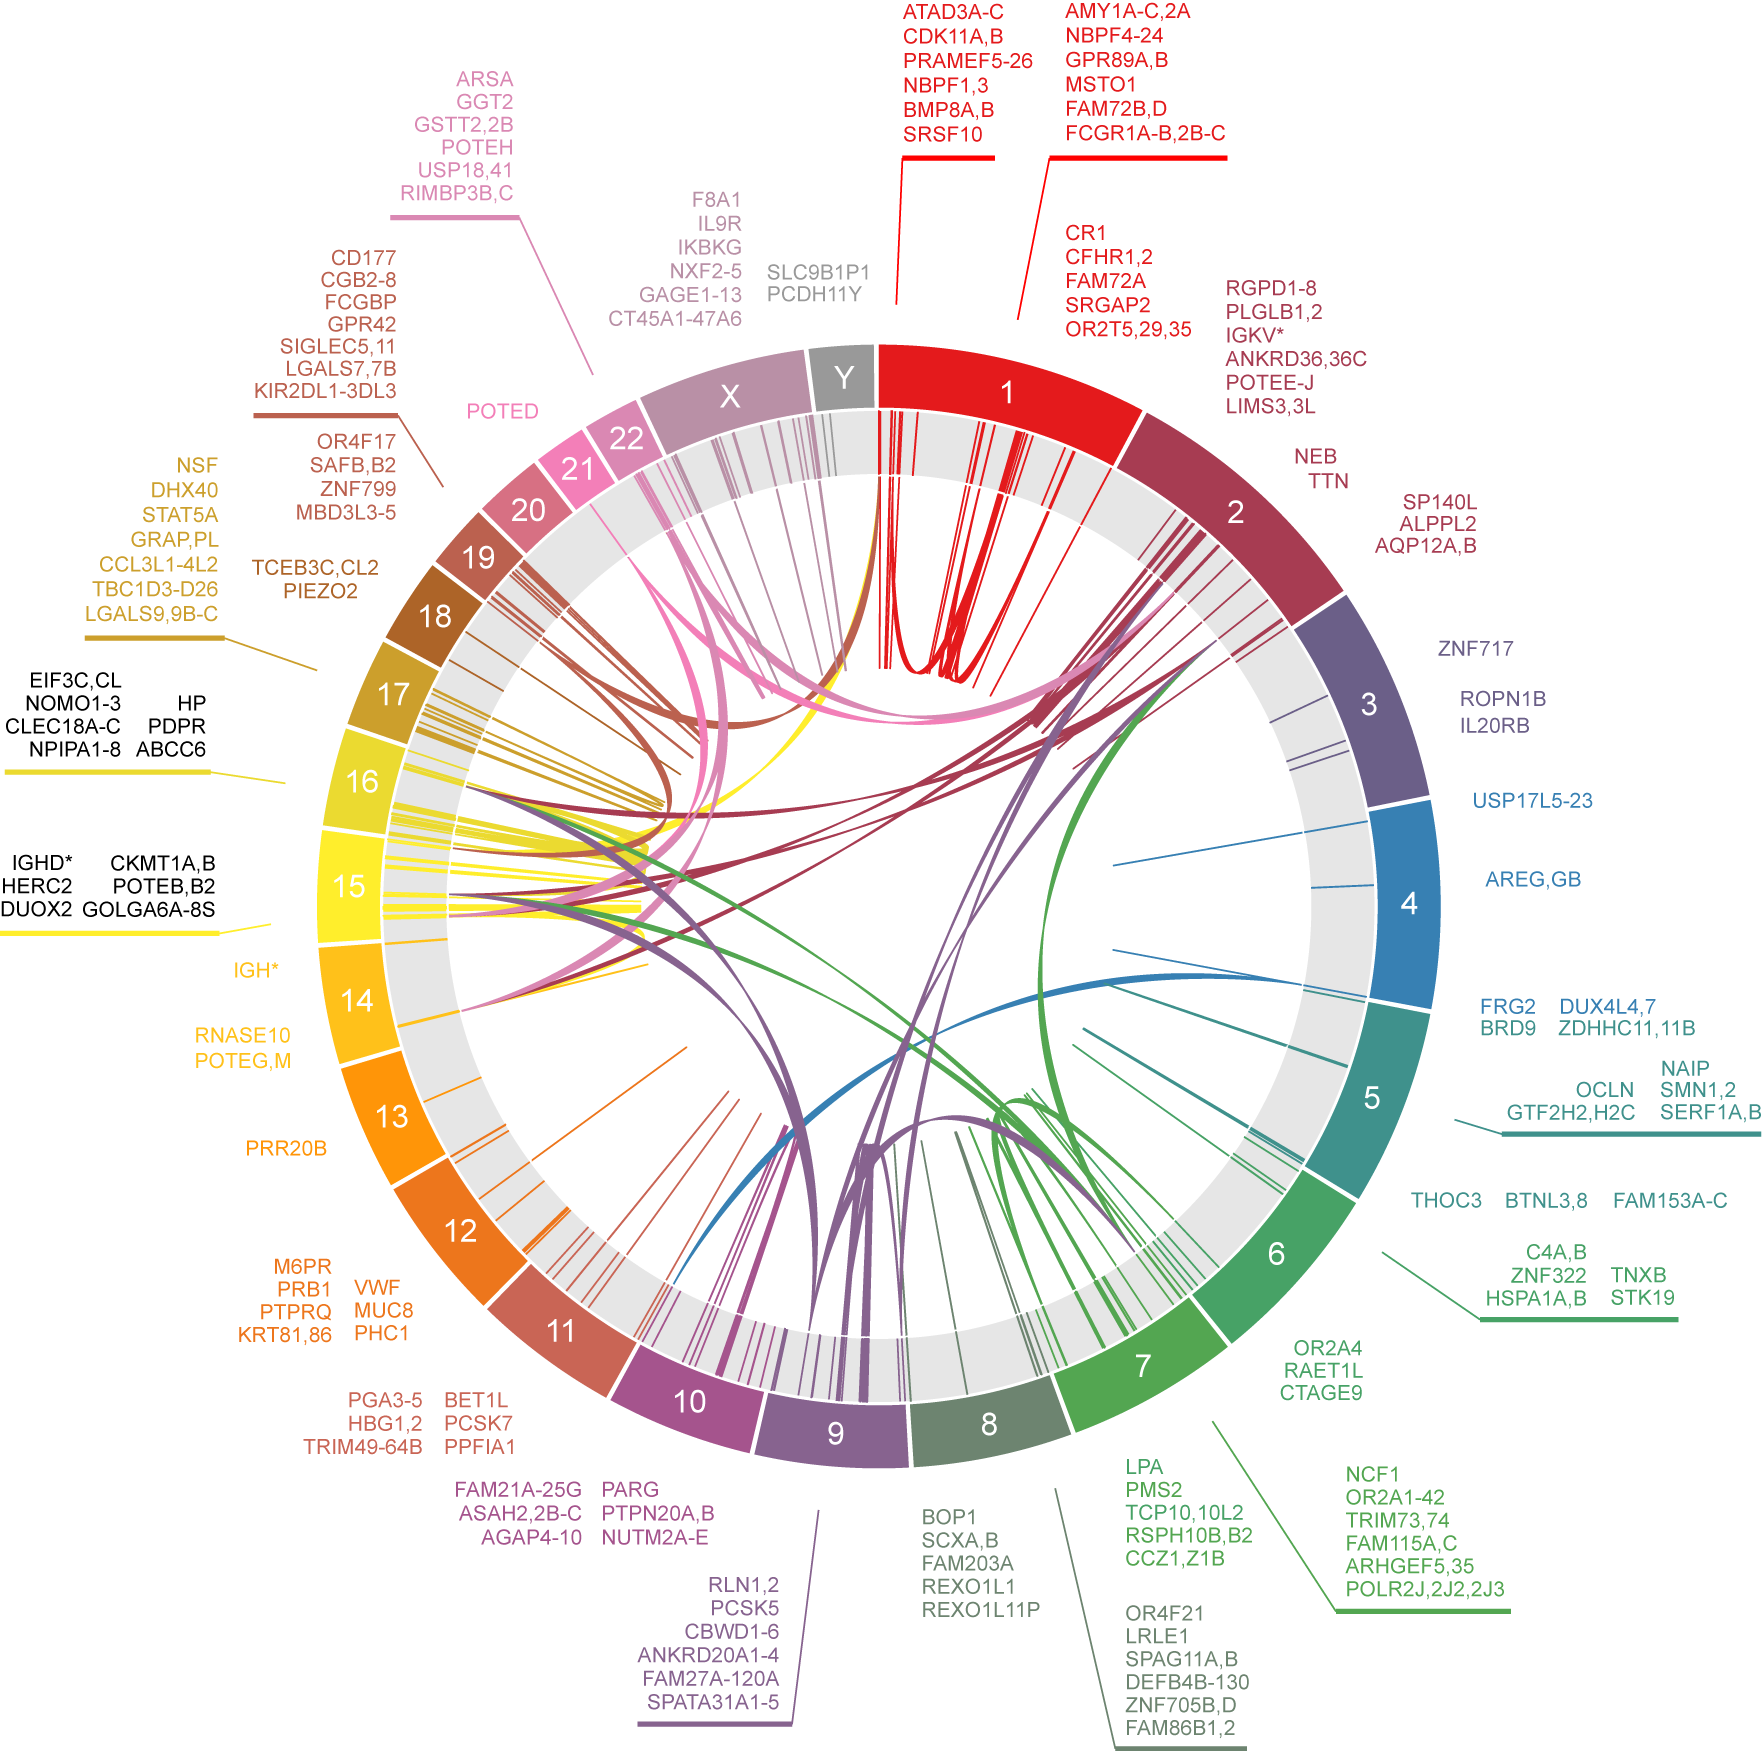 ATAD3A-C
CDK11A,B
PRAMEF5-26
NBPF1,3
BMP8A,B
SRSF10
AMY1A-C,2A
NBPF4-24
GPR89A,B
MSTO1
FAM72B,D
FCGR1A-B,2B-C
CR1
CFHR1,2
FAM72A
SRGAP2
OR2T5,29,35
RGPD1-8
PLGLB1,2
IGKV*
ANKRD36,36C
POTEE-J
LIMS3,3L
NEB
TTN
SP140L
ALPPL2
AQP12A,B
ZNF717
ROPN1B
IL20RB
USP17L5-23
AREG,GB
FRG2 DUX4L4,7
BRD9 ZDHHC11,11B
NAIP
OCLN SMN1,2
GTF2H2,H2C SERF1A,B
THOC3 BTNL3,8 FAM153A-C
C4A,B
ZNF322 TNXB
HSPA1A,B STK19
OR2A4
RAET1L
CTAGE9
LPA
PMS2
TCP10,10L2
RSPH10B,B2
CCZ1,Z1B
NCF1
OR2A1-42
TRIM73,74
FAM115A,C
ARHGEF5,35
POLR2J,2J2,2J3
BOP1
SCXA,B
FAM203A
REXO1L1
REXO1L11P
OR4F21
LRLE1
SPAG11A,B
DEFB4B-130
ZNF705B,D
FAM86B1,2
RLN1,2
PCSK5
CBWD1-6
ANKRD20A1-4
FAM27A-120A
SPATA31A1-5
FAM21A-25G PARG
ASAH2,2B-C PTPN20A,B
AGAP4-10 NUTM2A-E
PGA3-5 BET1L
HBG1,2 PCSK7
TRIM49-64B PPFIA1
M6PR
PRB1 VWF
PTPRQ MUC8
KRT81,86 PHC1
PRR20B
RNASE10
POTEG,M
IGH*
IGHD* CKMT1A,B
HERC2 POTEB,B2
DUOX2 GOLGA6A-8S
EIF3C,CL
NOMO1-3 HP
CLEC18A-C PDPR
NPIPA1-8 ABCC6
NSF
DHX40
STAT5A
GRAP,PL
CCL3L1-4L2
TBC1D3-D26
LGALS9,9B-C
TCEB3C,CL2
PIEZO2
OR4F17
SAFB,B2
ZNF799
MBD3L3-5
CD177
CGB2-8
FCGBP
GPR42
SIGLEC5,11
LGALS7,7B
KIR2DL1-3DL3
POTED
ARSA
GGT2
GSTT2,2B
POTEH
USP18,41
RIMBP3B,C
F8A1
IL9R
IKBKG
NXF2-5
GAGE1-13
CT45A1-47A6
SLC9B1P1
PCDH11Y
1
2
3
4
5
6
7
8
9
10
11
12
13
14
15
16
17
18
19
20
21
22
X
Y